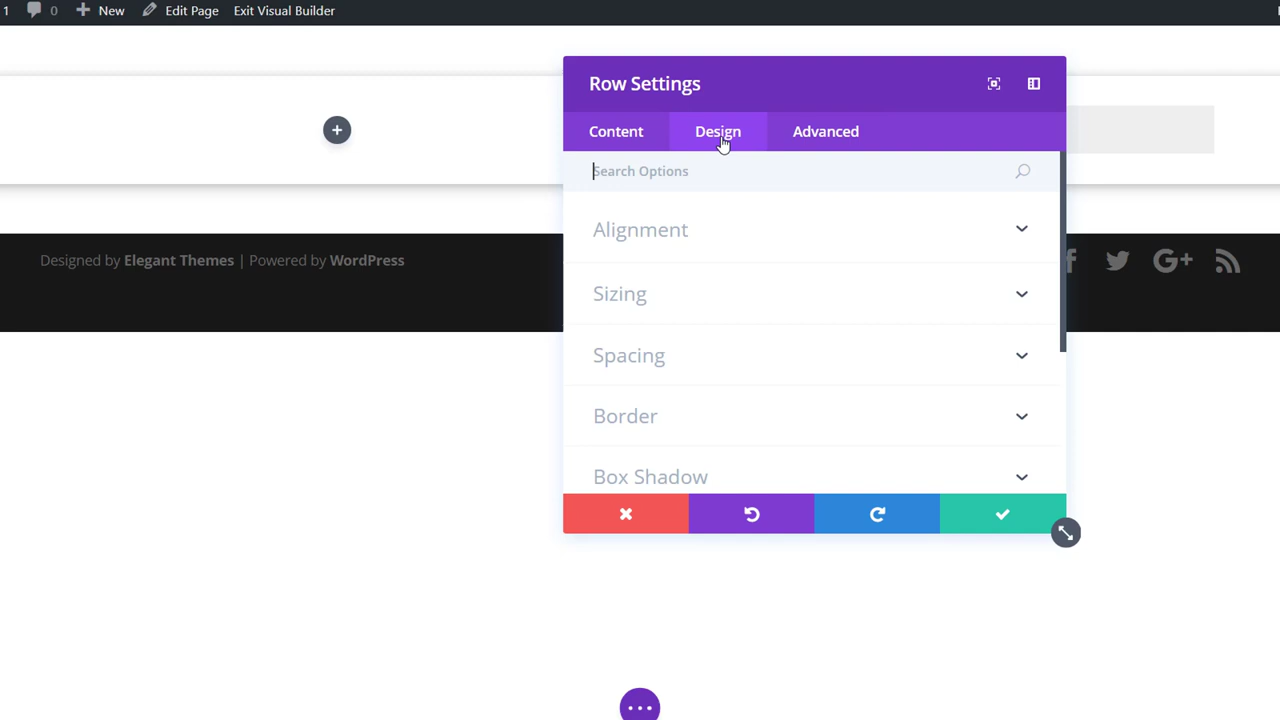 1 0 New Edit Page Exit Visual Builder
Row Settings
Content Design Advanced
Search Options
Alignment
Sizing
Spacing
Border
Box Shadow
Designed by Elegant Themes | Powered by WordPress